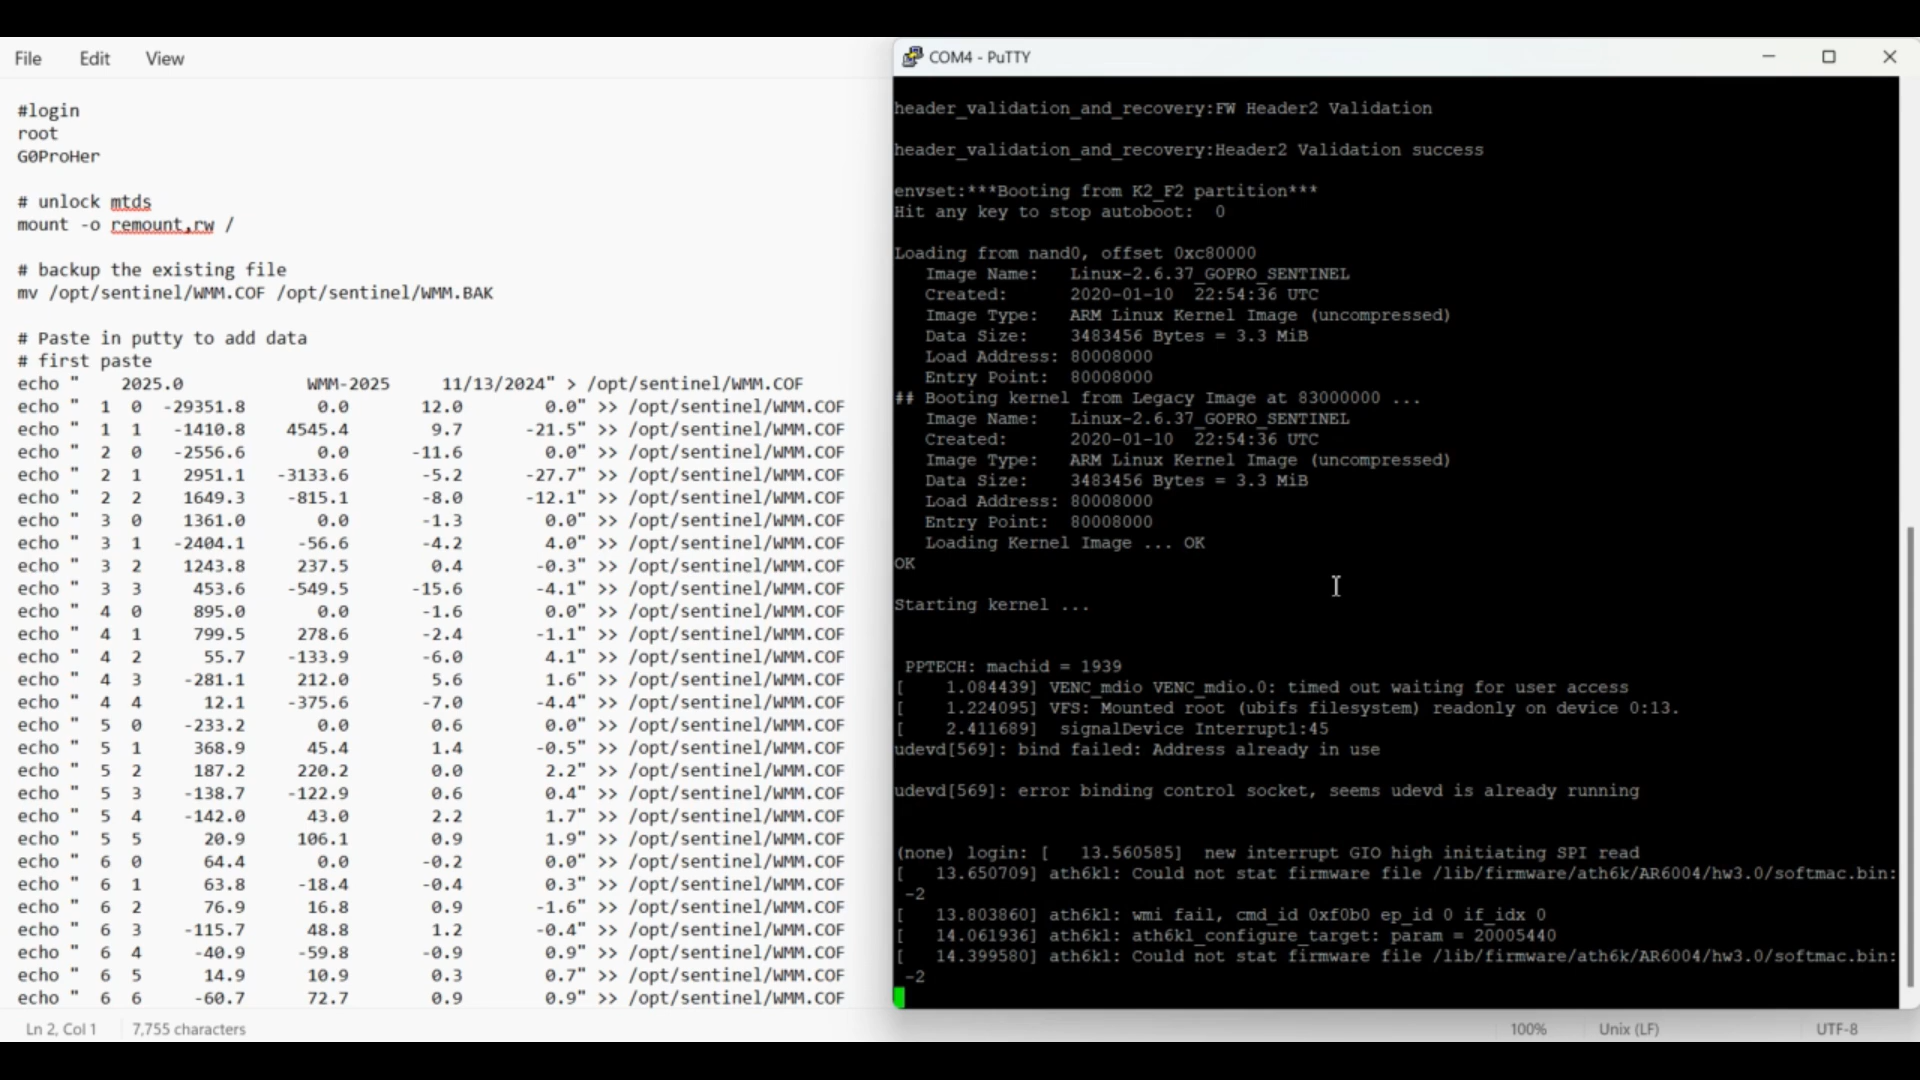 File Edit View
#login
root
G0ProHer
# unlock mtds
mount -o remount,rw /
# backup the existing file
mv /opt/sentinel/WMM.COF /opt/sentinel/WMM.BAK
# Paste in putty to add data
# first paste
echo "    2025.0            WMM-2025     11/13/2024" > /opt/sentinel/WMM.COF
echo "  1  0  -29351.8       0.0       12.0        0.0" >> /opt/sentinel/WMM.COF
echo "  1  1   -1410.8    4545.4        9.7      -21.5" >> /opt/sentinel/WMM.COF
echo "  2  0   -2556.6       0.0      -11.6        0.0" >> /opt/sentinel/WMM.COF
echo "  2  1    2951.1   -3133.6       -5.2      -27.7" >> /opt/sentinel/WMM.COF
echo "  2  2    1649.3    -815.1       -8.0      -12.1" >> /opt/sentinel/WMM.COF
echo "  3  0    1361.0       0.0       -1.3        0.0" >> /opt/sentinel/WMM.COF
echo "  3  1   -2404.1     -56.6       -4.2        4.0" >> /opt/sentinel/WMM.COF
echo "  3  2    1243.8     237.5        0.4       -0.3" >> /opt/sentinel/WMM.COF
echo "  3  3     453.6    -549.5      -15.6       -4.1" >> /opt/sentinel/WMM.COF
echo "  4  0     895.0       0.0       -1.6        0.0" >> /opt/sentinel/WMM.COF
echo "  4  1     799.5     278.6       -2.4       -1.1" >> /opt/sentinel/WMM.COF
echo "  4  2      55.7    -133.9       -6.0        4.1" >> /opt/sentinel/WMM.COF
echo "  4  3    -281.1     212.0        5.6        1.6" >> /opt/sentinel/WMM.COF
echo "  4  4      12.1    -375.6       -7.0       -4.4" >> /opt/sentinel/WMM.COF
echo "  5  0    -233.2       0.0        0.6        0.0" >> /opt/sentinel/WMM.COF
echo "  5  1     368.9      45.4        1.4       -0.5" >> /opt/sentinel/WMM.COF
echo "  5  2     187.2     220.2        0.0        2.2" >> /opt/sentinel/WMM.COF
echo "  5  3    -138.7    -122.9        0.6        0.4" >> /opt/sentinel/WMM.COF
echo "  5  4    -142.0      43.0        2.2        1.7" >> /opt/sentinel/WMM.COF
echo "  5  5      20.9     106.1        0.9        1.9" >> /opt/sentinel/WMM.COF
echo "  6  0      64.4       0.0       -0.2        0.0" >> /opt/sentinel/WMM.COF
echo "  6  1      63.8     -18.4       -0.4        0.3" >> /opt/sentinel/WMM.COF
echo "  6  2      76.9      16.8        0.9       -1.6" >> /opt/sentinel/WMM.COF
echo "  6  3    -115.7      48.8        1.2       -0.4" >> /opt/sentinel/WMM.COF
echo "  6  4     -40.9     -59.8       -0.9        0.9" >> /opt/sentinel/WMM.COF
echo "  6  5      14.9      10.9        0.3        0.7" >> /opt/sentinel/WMM.COF
echo "  6  6     -60.7      72.7        0.9        0.9" >> /opt/sentinel/WMM.COF
Ln 2, Col 1 7,755 characters
COM4 - PuTTY
header_validation_and_recovery:FW Header2 Validation
header_validation_and_recovery:Header2 Validation success
envset:***Booting from K2_F2 partition***
Hit any key to stop autoboot:  0
Loading from nand0, offset 0xc80000
   Image Name:   Linux-2.6.37_GOPRO_SENTINEL
   Created:      2020-01-10  22:54:36 UTC
   Image Type:   ARM Linux Kernel Image (uncompressed)
   Data Size:    3483456 Bytes = 3.3 MiB
   Load Address: 80008000
   Entry Point:  80008000
## Booting kernel from Legacy Image at 83000000 ...
   Image Name:   Linux-2.6.37_GOPRO_SENTINEL
   Created:      2020-01-10  22:54:36 UTC
   Image Type:   ARM Linux Kernel Image (uncompressed)
   Data Size:    3483456 Bytes = 3.3 MiB
   Load Address: 80008000
   Entry Point:  80008000
   Loading Kernel Image ... OK
OK
Starting kernel ...
 PPTECH: machid = 1939
[    1.084439] VENC_mdio VENC_mdio.0: timed out waiting for user access
[    1.224095] VFS: Mounted root (ubifs filesystem) readonly on device 0:13.
[    2.411689]  signalDevice Interrupt1:45
udevd[569]: bind failed: Address already in use
udevd[569]: error binding control socket, seems udevd is already running
(none) login: [   13.560585]  new interrupt GIO high initiating SPI read
[   13.650709] ath6kl: Could not stat firmware file /lib/firmware/ath6k/AR6004/hw3.0/softmac.bin:
 -2
[   13.803860] ath6kl: wmi fail, cmd_id 0xf0b0 ep_id 0 if_idx 0
[   14.061936] ath6kl: ath6kl_configure_target: param = 20005440
[   14.399580] ath6kl: Could not stat firmware file /lib/firmware/ath6k/AR6004/hw3.0/softmac.bin:
 -2
100% Unix (LF) UTF-8